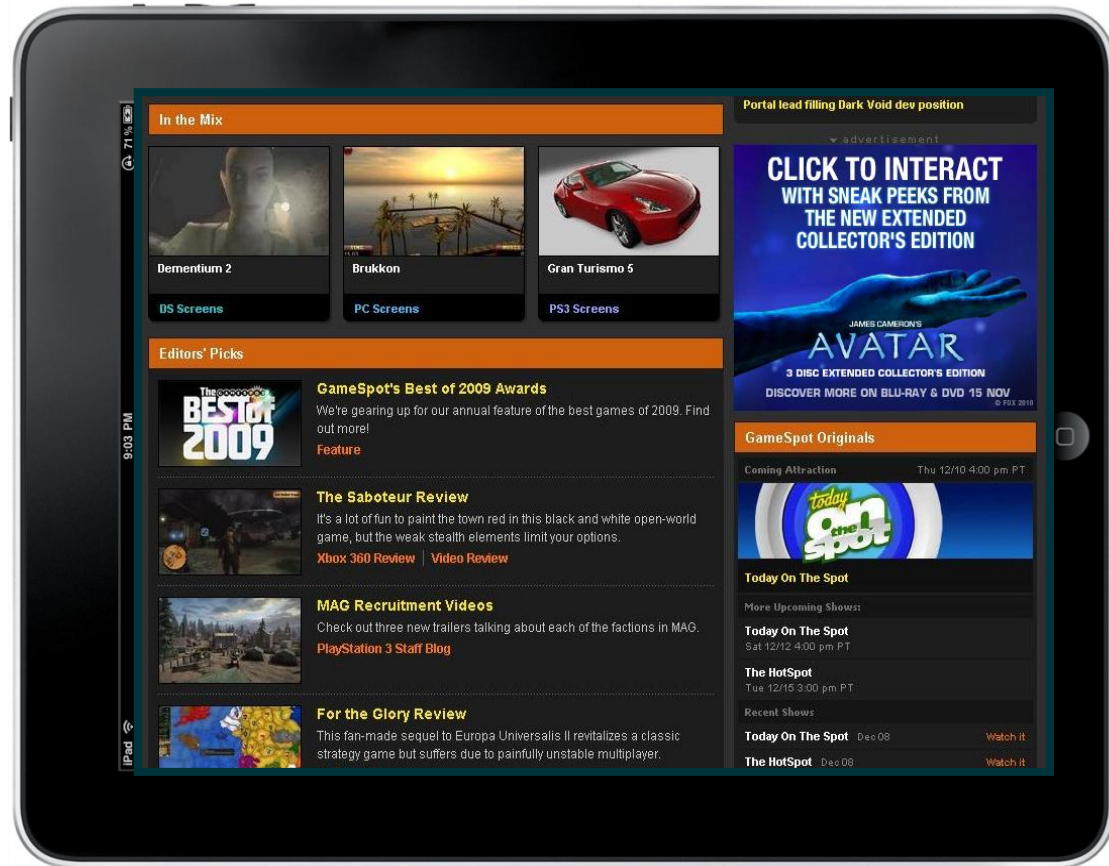 iPad
9:03 PM
71 %
In the Mix
Dementium 2
DS Screens
Brukkon
PC Screens
Gran Turismo 5
PS3 Screens
Editors' Picks
The
BEST of
2009
GameSpot's Best of 2009 Awards
We're gearing up for our annual feature of the best games of 2009. Find
out more!
Feature
The Saboteur Review
It's a lot of fun to paint the town red in this black and white open-world
game, but the weak stealth elements limit your options.
Xbox 360 Review | Video Review
MAG Recruitment Videos
Check out three new trailers talking about each of the factions in MAG.
PlayStation 3 Staff Blog
For the Glory Review
This fan-made sequel to Europa Universalis II revitalizes a classic
strategy game but suffers due to painfully unstable multiplayer.
Portal lead filling Dark Void dev position
advertisement
CLICK TO INTERACT
WITH SNEAK PEEKS FROM
THE NEW EXTENDED
COLLECTOR'S EDITION
JAMES CAMERON'S
AVATAR
3 DISC EXTENDED COLLECTOR'S EDITION
DISCOVER MORE ON BLU-RAY & DVD 15 NOV
© FOX 2010
GameSpot Originals
Coming Attraction Thu 12/10 4:00 pm PT
today
on
the
spot
Today On The Spot
More Upcoming Shows:
Today On The Spot
Sat 12/12 4:00 pm PT
The HotSpot
Tue 12/15 3:00 pm PT
Recent Shows
Today On The Spot Dec 08 Watch it
The HotSpot Dec 08 Watch it